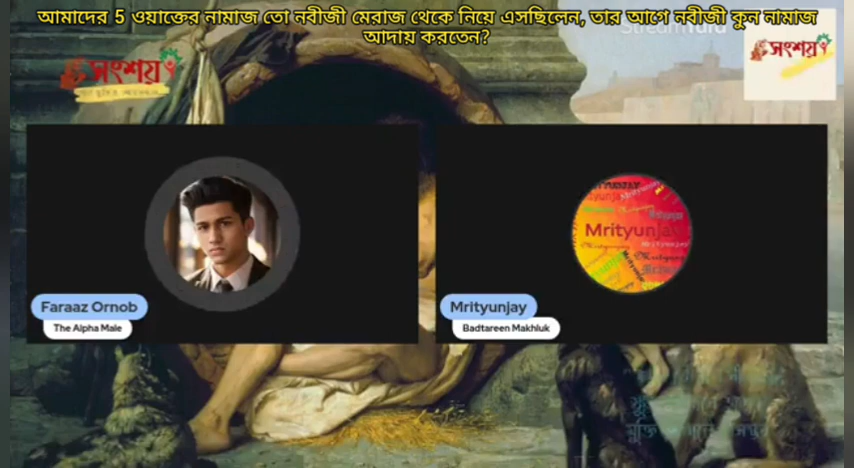 আমাদের 5 ওয়াক্তের নামাজ তো নবীজী মেরাজ থেকে নিয়ে এসছিলেন, তার আগে নবীজী কুন নামাজ
আদায় করতেন?
StreamYard
সংশয়
সংশয়
Mrityunjay
Faraaz Ornob
The Alpha Male
Mrityunjay
Badtareen Makhluk